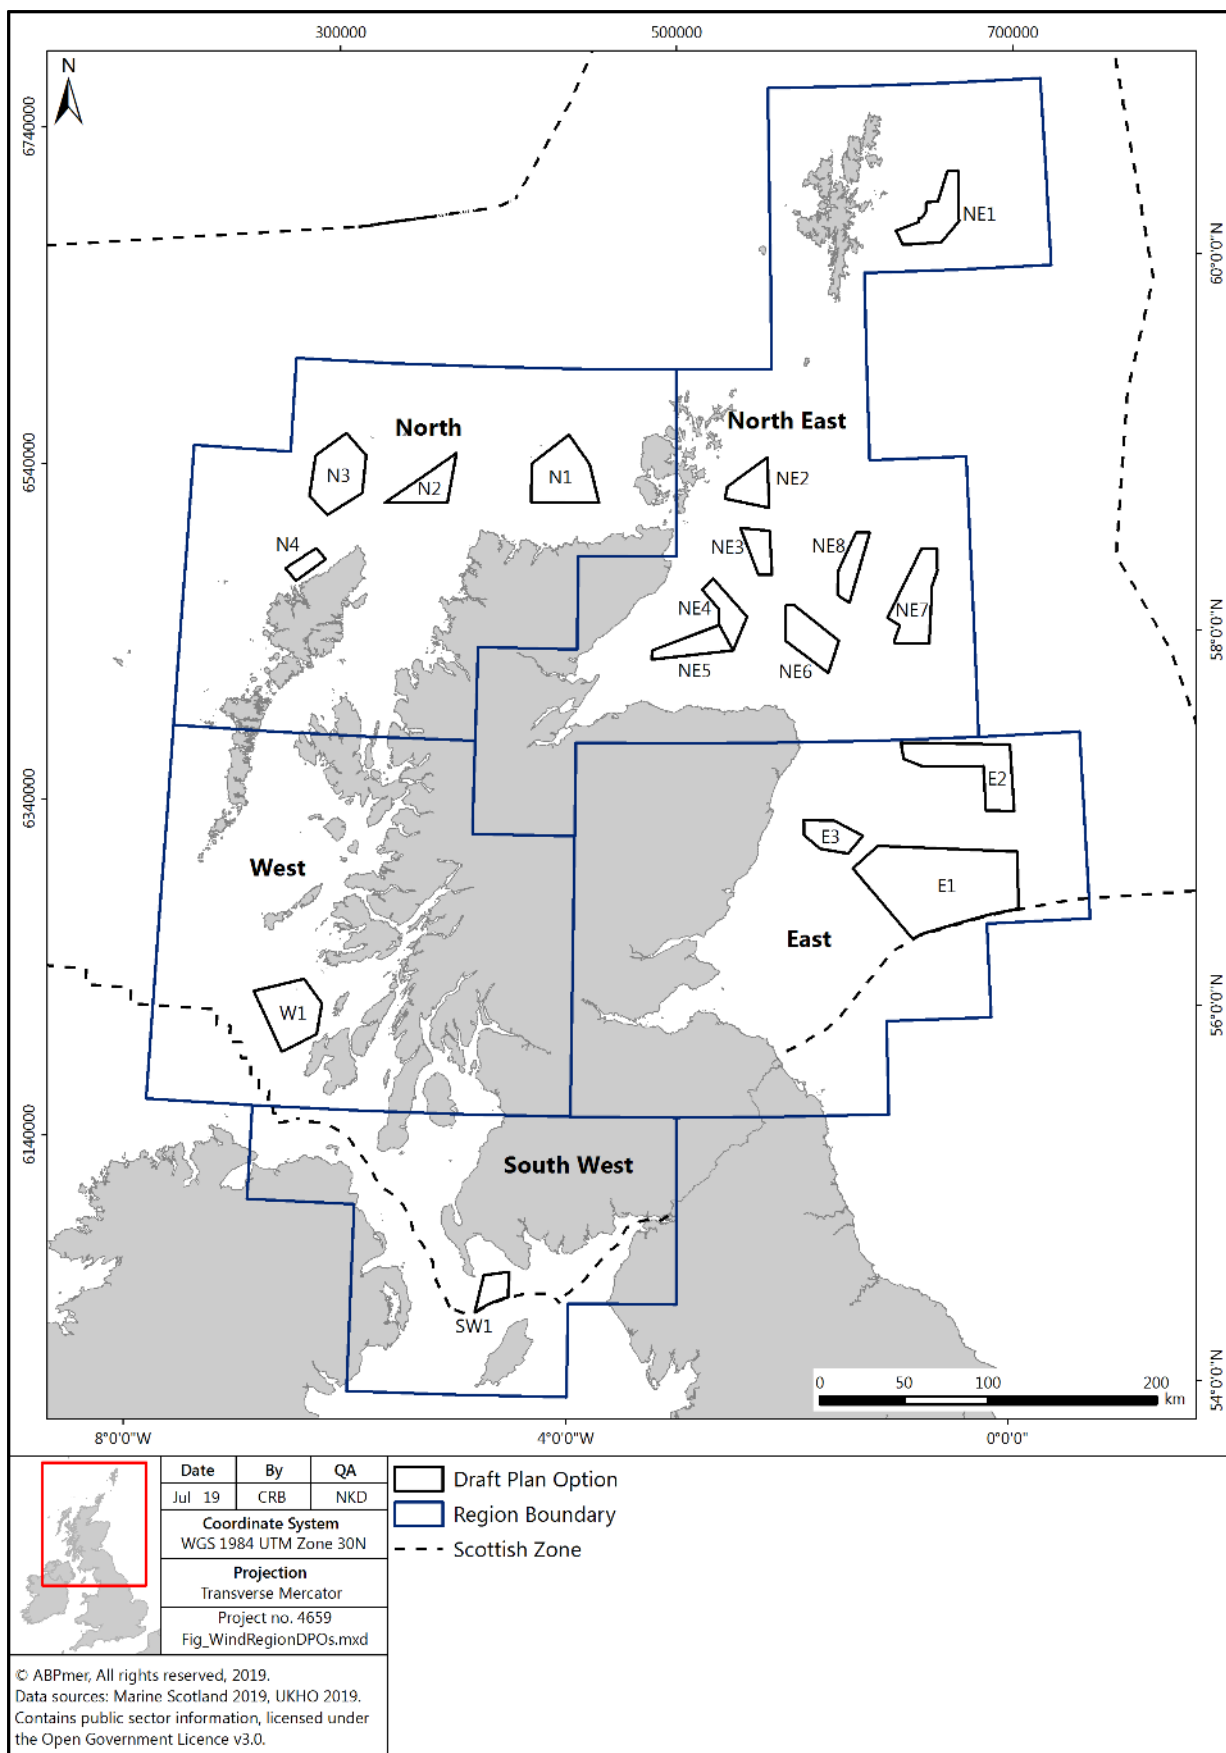 300000 500000 700000
N
6740000
6540000
6340000
6140000
60°0'0"N
58°0'0"N
56°0'0"N
54°0'0"N
NE1
North
North East
N3
N2
N1
NE2
N4
NE3
NE8
NE4
NE7
NE5
NE6
E2
E3
West
E1
East
W1
South West
SW1
0 50 100 200
km
8°0'0"W 4°0'0"W 0°0'0"
Date By QA
Jul 19 CRB NKD
Coordinate System
WGS 1984 UTM Zone 30N
Projection
Transverse Mercator
Project no. 4659
Fig_WindRegionDPOs.mxd
Draft Plan Option
Region Boundary
Scottish Zone
© ABPmer, All rights reserved, 2019.
Data sources: Marine Scotland 2019, UKHO 2019.
Contains public sector information, licensed under
the Open Government Licence v3.0.